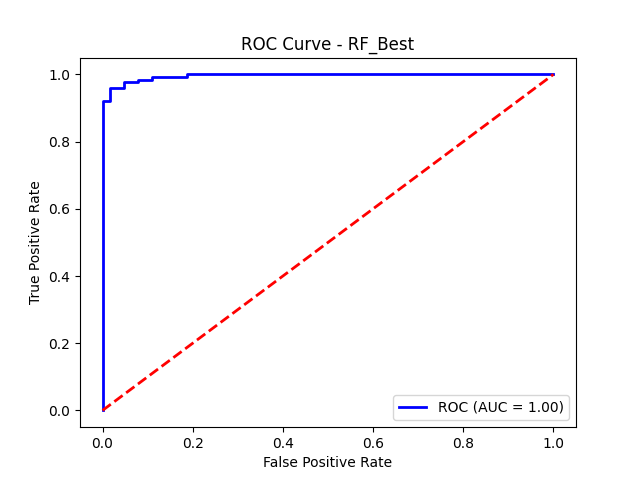 ROC Curve - RF_Best
True Positive Rate
1.0
0.8
0.6
0.4
0.2
0.0
ROC (AUC = 1.00)
0.0 0.2 0.4 0.6 0.8 1.0
False Positive Rate